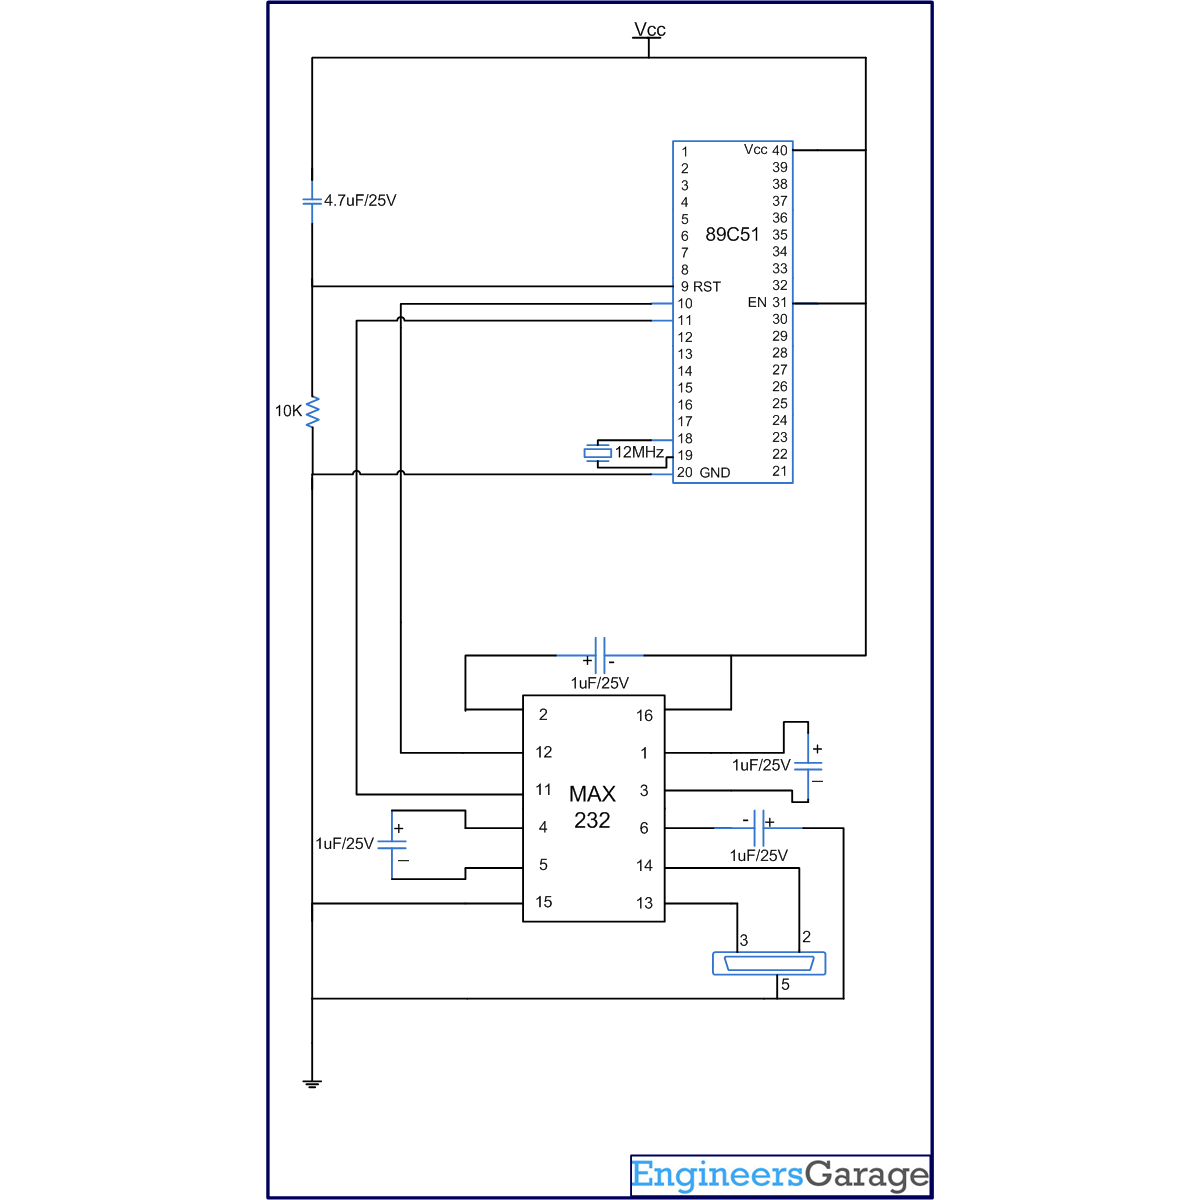 Vcc
4.7uF/25V
1 Vcc 40
2 39
3 38
4 37
5 36
6 89C51 35
7 34
8 33
9 RST 32
10 EN 31
11 30
12 29
13 28
14 27
15 26
16 25
17 24
18 23
19 22
20 GND 21
10K
12MHz
+ -
1uF/25V
2 16
12 1
11 3
4 6
5 14
15 13
MAX
232
+
1uF/25V
–
+
1uF/25V
–
- +
1uF/25V
3 2
5
EngineersGarage